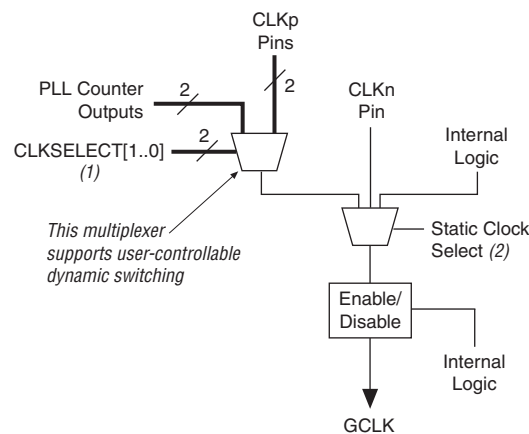 CLKp
Pins
2
PLL Counter
Outputs
2
CLKn
Pin
CLKSELECT[1..0]
(1)
2
Internal
Logic
This multiplexer
supports user-controllable
dynamic switching
Static Clock
Select (2)
Enable/
Disable
Internal
Logic
GCLK